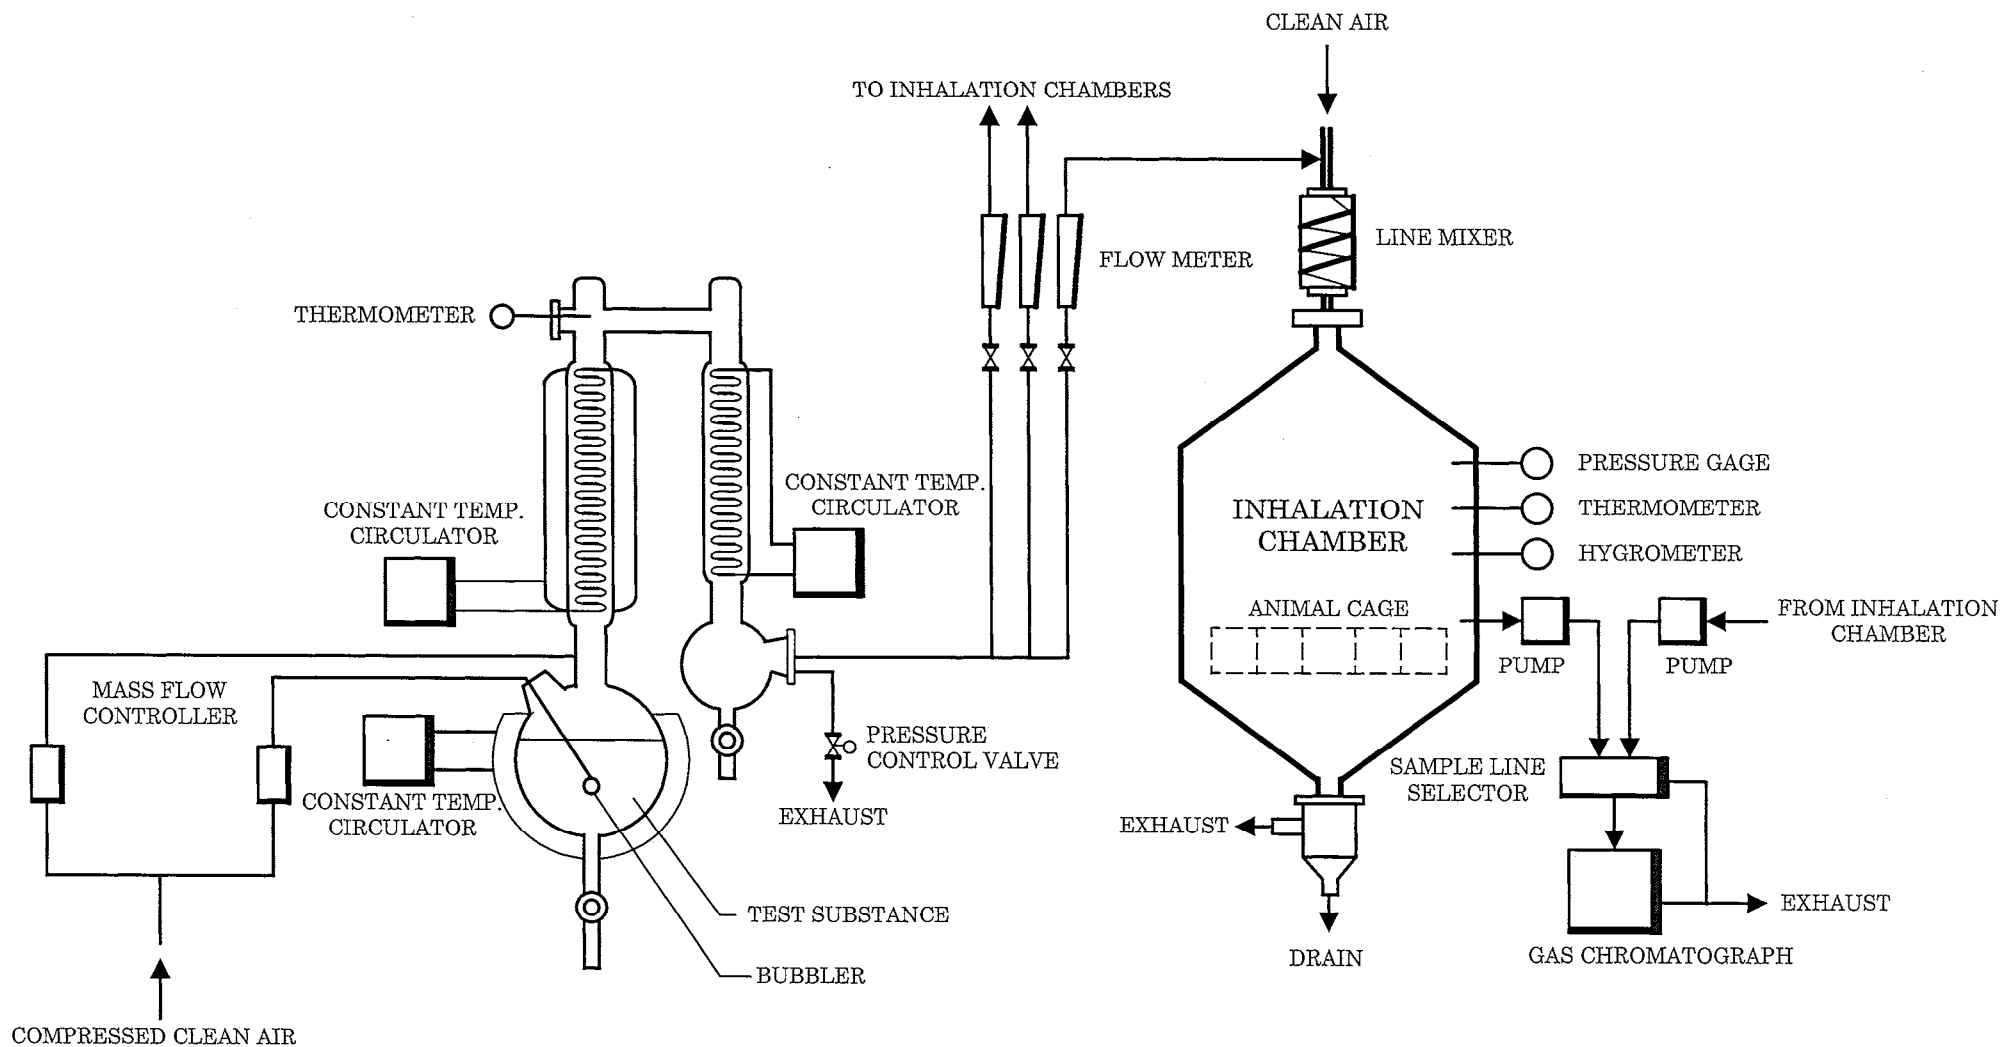 CLEAN AIR
TO INHALATION CHAMBERS
LINE MIXER
FLOW METER
THERMOMETER
CONSTANT TEMP.
CIRCULATOR
CONSTANT TEMP.
CIRCULATOR
PRESSURE GAGE
THERMOMETER
HYGROMETER
INHALATION
CHAMBER
ANIMAL CAGE
FROM INHALATION
CHAMBER
PUMP
PUMP
MASS FLOW
CONTROLLER
PRESSURE
CONTROL VALVE
EXHAUST
CONSTANT TEMP.
CIRCULATOR
SAMPLE LINE
SELECTOR
EXHAUST
TEST SUBSTANCE
EXHAUST
DRAIN
GAS CHROMATOGRAPH
BUBBLER
COMPRESSED CLEAN AIR